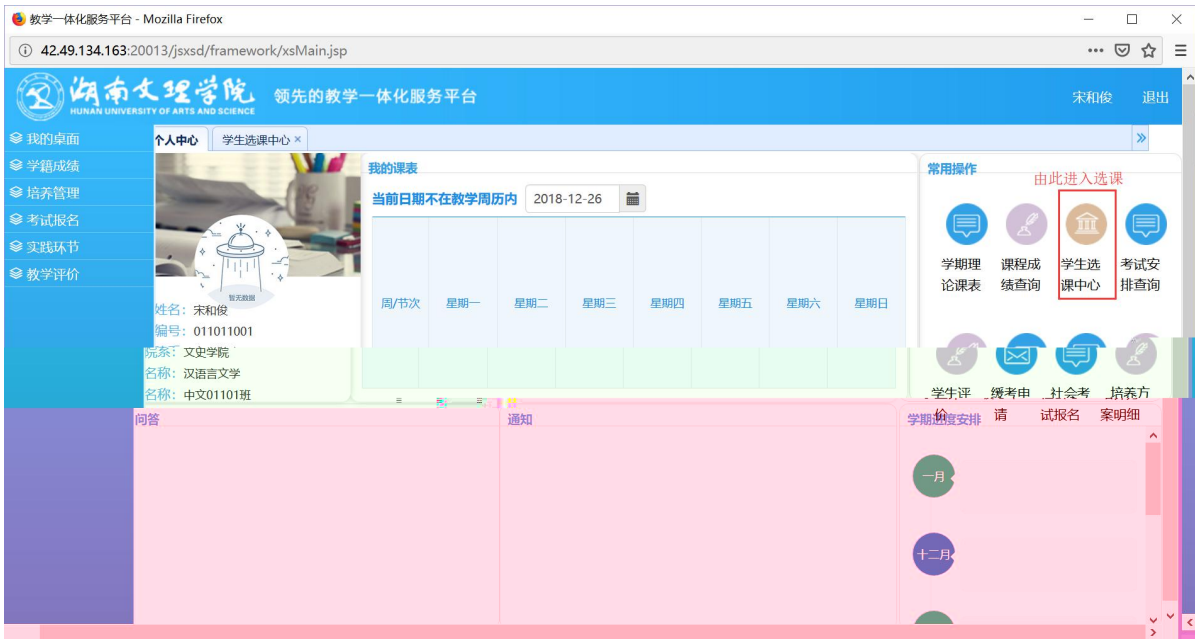 教学一体化服务平台 - Mozilla Firefox
42.49.134.163:20013/jsxsd/framework/xsMain.jsp
湖南文理学院
HUNAN UNIVERSITY OF ARTS AND SCIENCE
领先的教学一体化服务平台
宋和俊 退出
我的桌面
学籍成绩
培养管理
考试报名
实践环节
教学评价
个人中心 学生选课中心 ×
暂无数据
姓名：宋和俊
编号：011011001
院系：文史学院
名称：汉语言文学
名称：中文01101班
我的课表
当前日期不在教学周历内 2018-12-26
周/节次 星期一 星期二 星期三 星期四 星期五 星期六 星期日
常用操作
由此进入选课
学期理论课表
课程成绩查询
学生选课中心
考试安排查询
学生评价
缓考申请
社会考试报名
培养方案明细
问答
通知
学期进度安排
一月
十二月